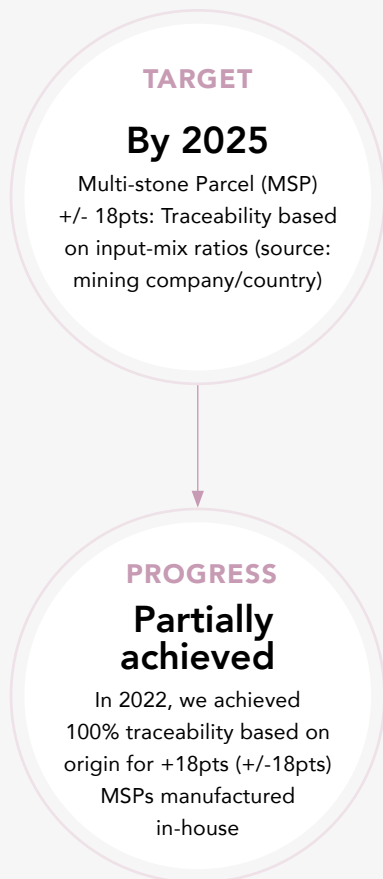 TARGET
By 2025
Multi-stone Parcel (MSP)
+/- 18pts: Traceability based
on input-mix ratios (source:
mining company/country)
PROGRESS
Partially
achieved
In 2022, we achieved
100% traceability based on
origin for +18pts (+/-18pts)
MSPs manufactured
in-house